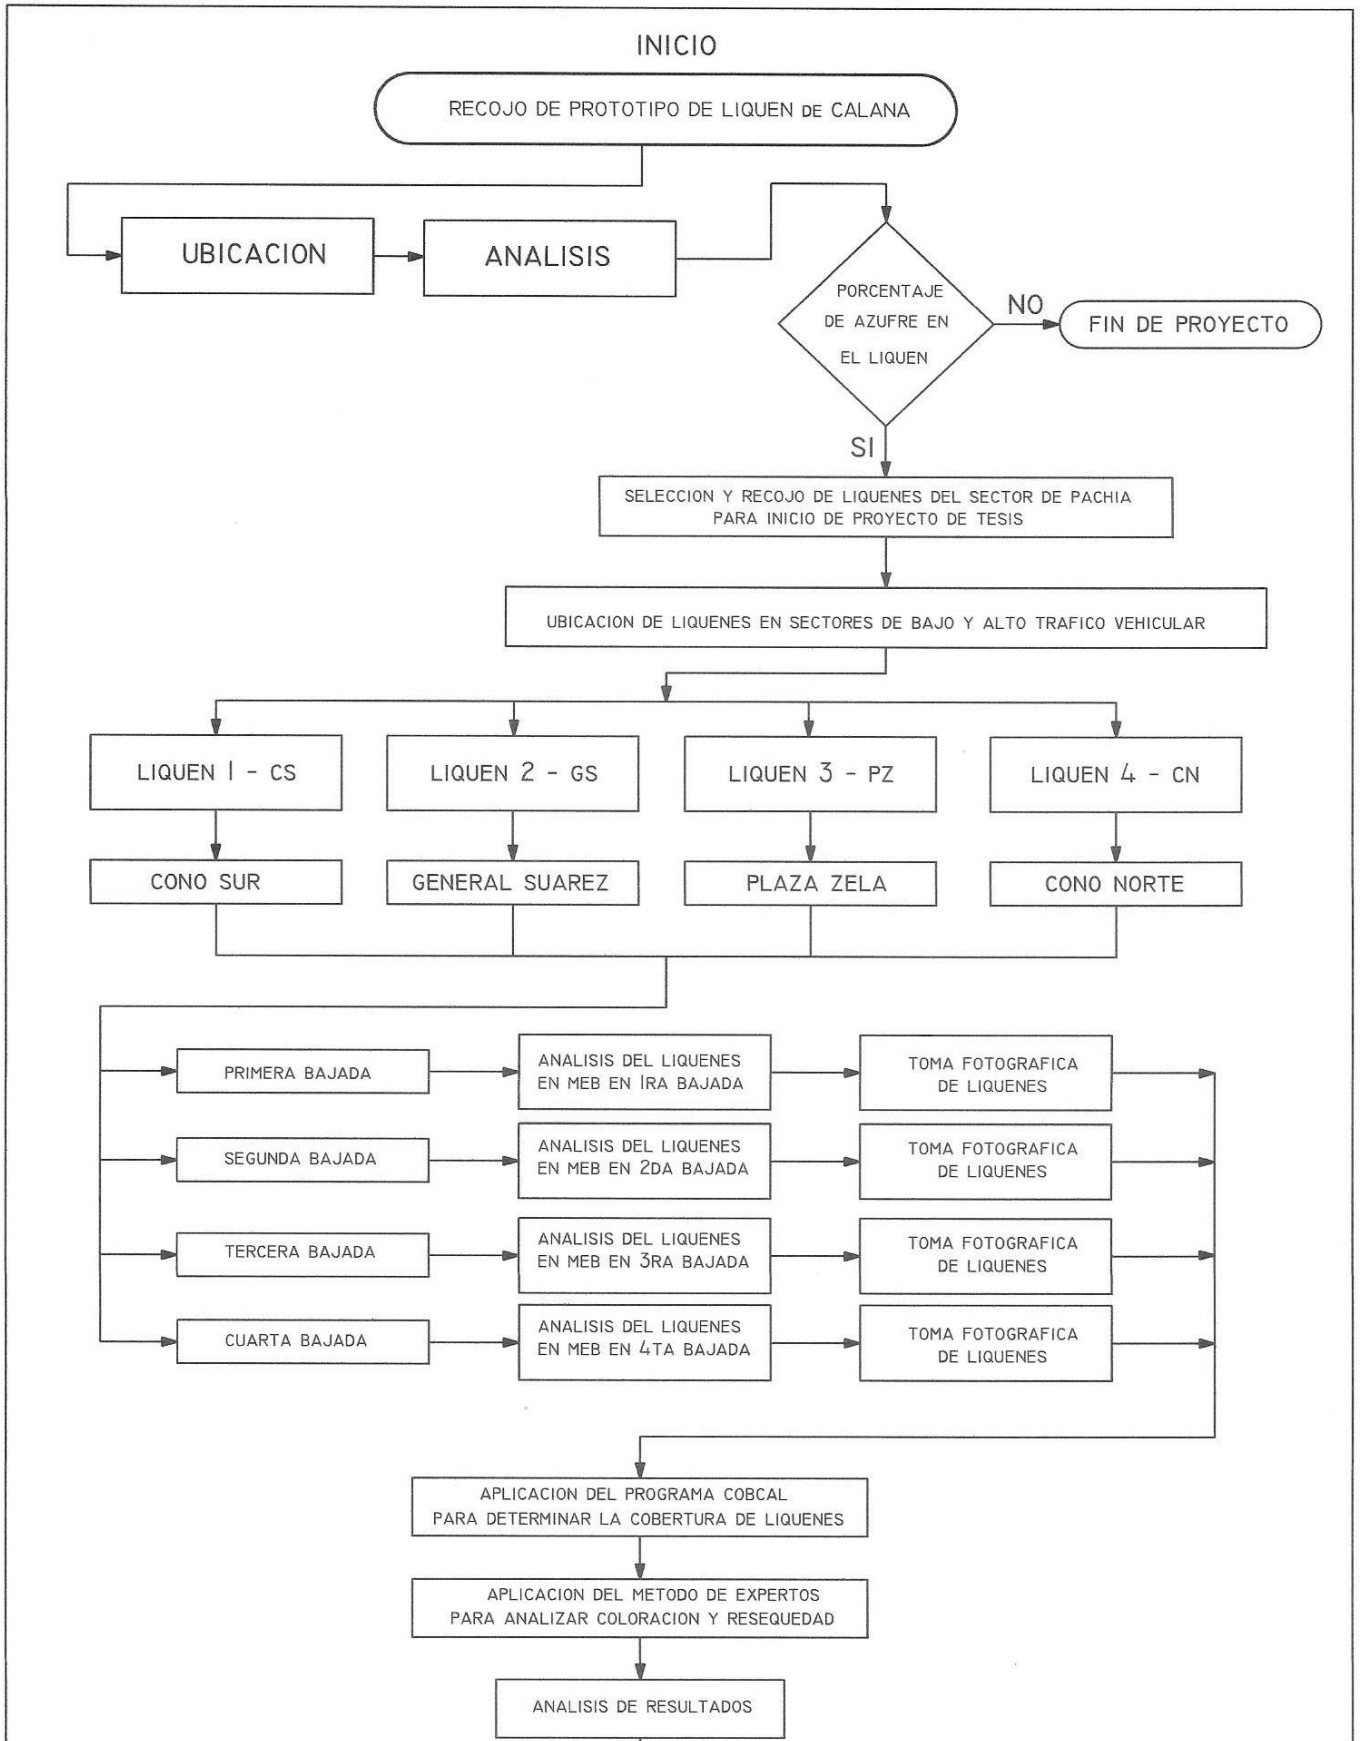 INICIO
RECOJO DE PROTOTIPO DE LIQUEN DE CALANA
UBICACION
ANALISIS
PORCENTAJE
DE AZUFRE EN
EL LIQUEN
NO
FIN DE PROYECTO
SI
SELECCION Y RECOJO DE LIQUENES DEL SECTOR DE PACHIA
PARA INICIO DE PROYECTO DE TESIS
UBICACION DE LIQUENES EN SECTORES DE BAJO Y ALTO TRAFICO VEHICULAR
LIQUEN 1 - CS
LIQUEN 2 - GS
LIQUEN 3 - PZ
LIQUEN 4 - CN
CONO SUR
GENERAL SUAREZ
PLAZA ZELA
CONO NORTE
PRIMERA BAJADA
ANALISIS DEL LIQUENES
EN MEB EN 1RA BAJADA
TOMA FOTOGRAFICA
DE LIQUENES
SEGUNDA BAJADA
ANALISIS DEL LIQUENES
EN MEB EN 2DA BAJADA
TOMA FOTOGRAFICA
DE LIQUENES
TERCERA BAJADA
ANALISIS DEL LIQUENES
EN MEB EN 3RA BAJADA
TOMA FOTOGRAFICA
DE LIQUENES
CUARTA BAJADA
ANALISIS DEL LIQUENES
EN MEB EN 4TA BAJADA
TOMA FOTOGRAFICA
DE LIQUENES
APLICACION DEL PROGRAMA COBCAL
PARA DETERMINAR LA COBERTURA DE LIQUENES
APLICACION DEL METODO DE EXPERTOS
PARA ANALIZAR COLORACION Y RESEQUEDAD
ANALISIS DE RESULTADOS